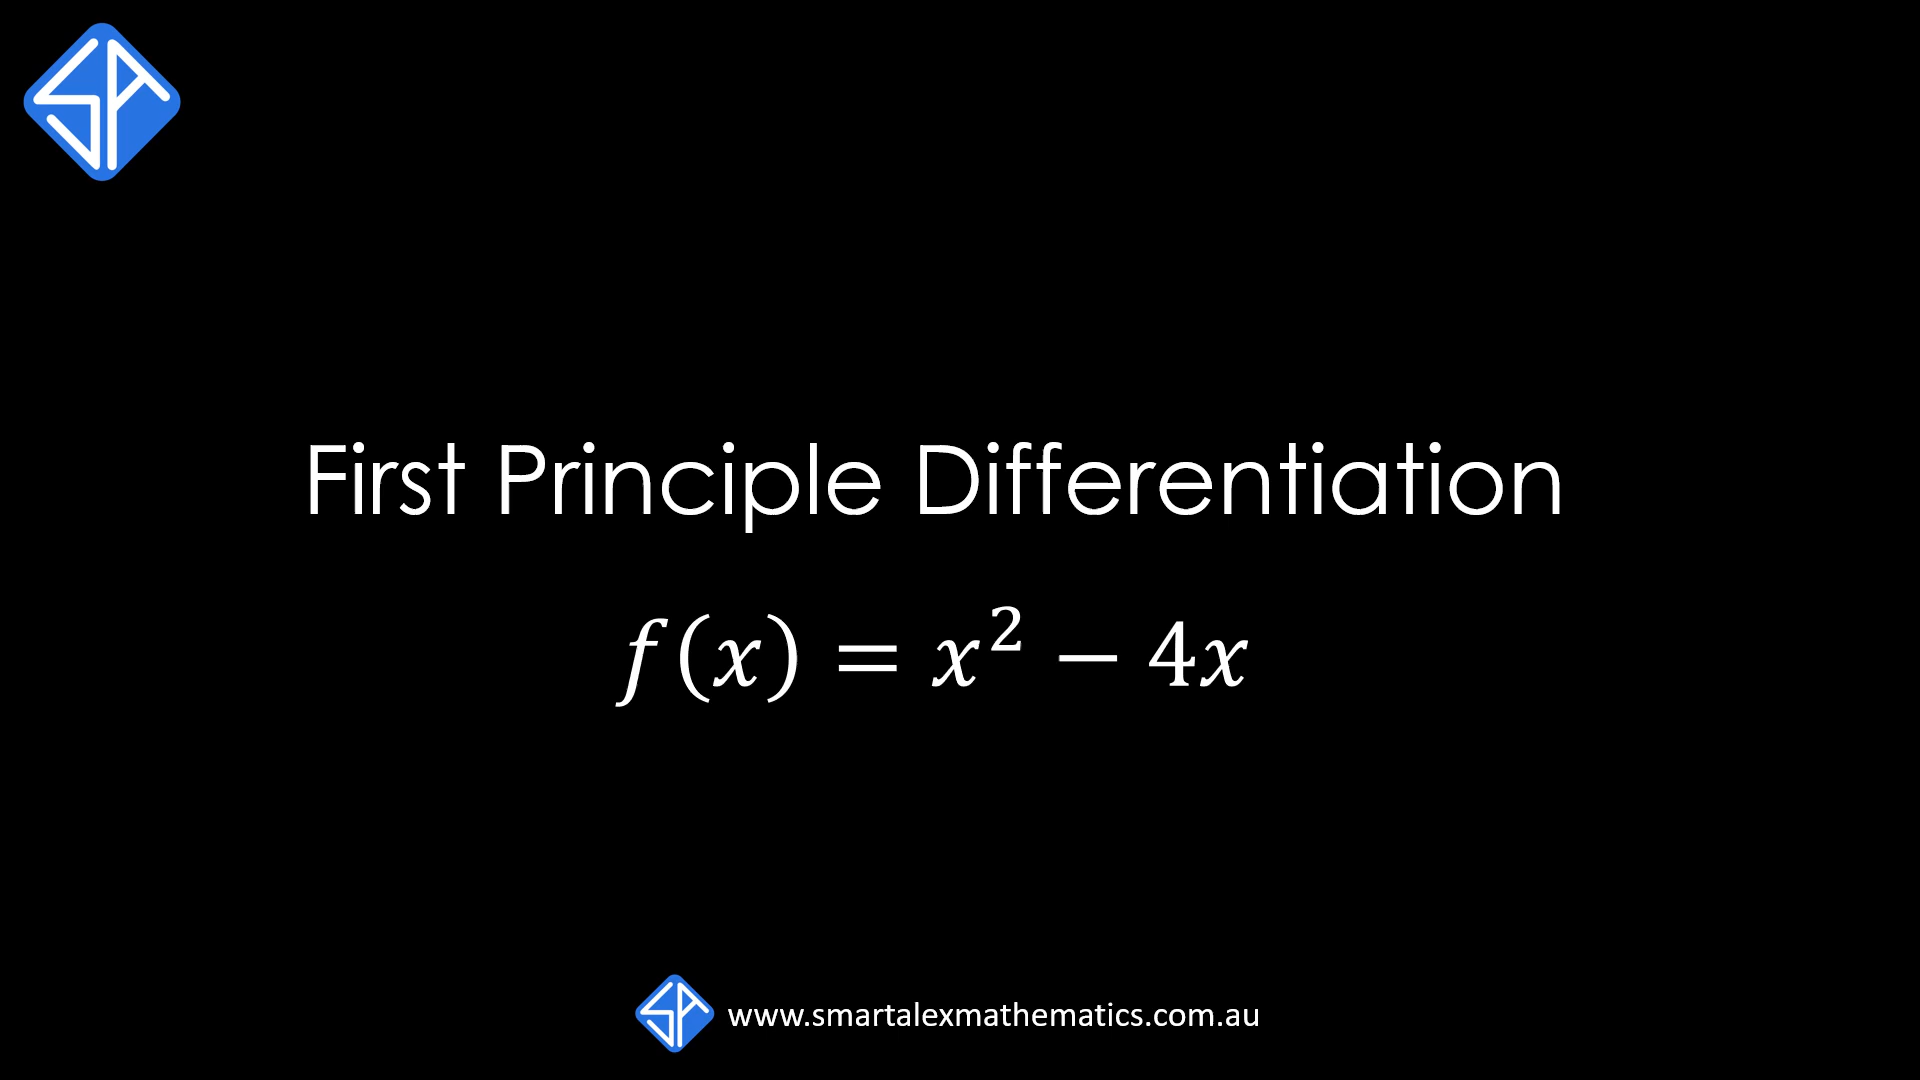 First Principle Differentiation
f(x) = x² − 4x
www.smartalexmathematics.com.au